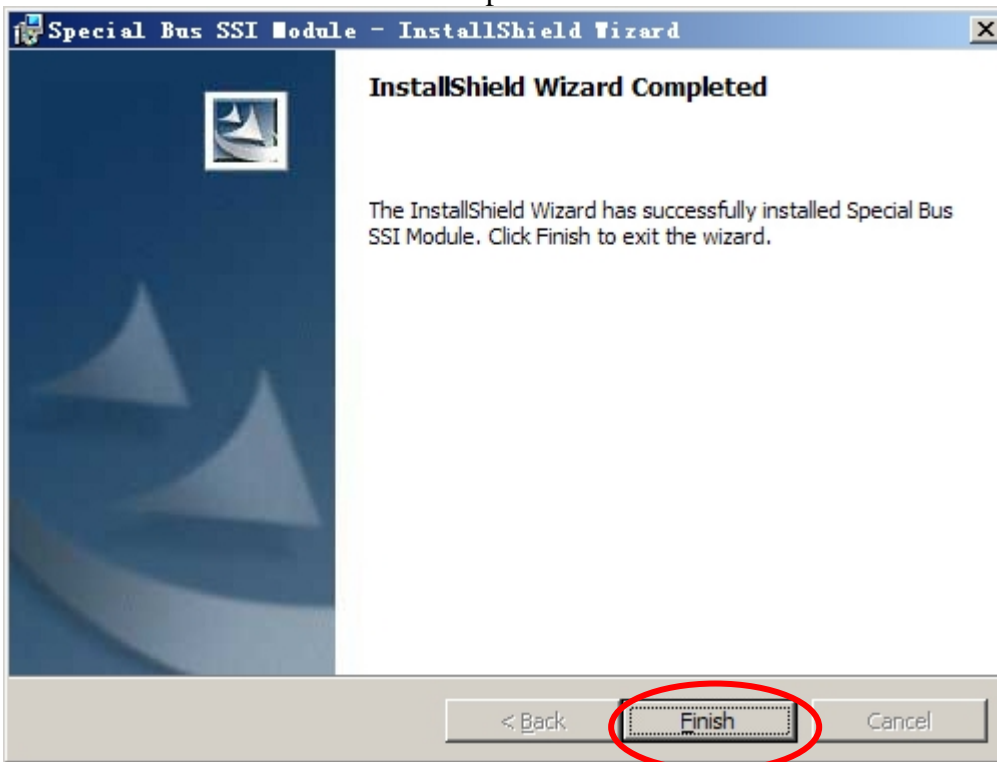 Special Bus SSI Module - InstallShield Wizard
InstallShield Wizard Completed
The InstallShield Wizard has successfully installed Special Bus
SSI Module. Click Finish to exit the wizard.
< Back
Finish
Cancel